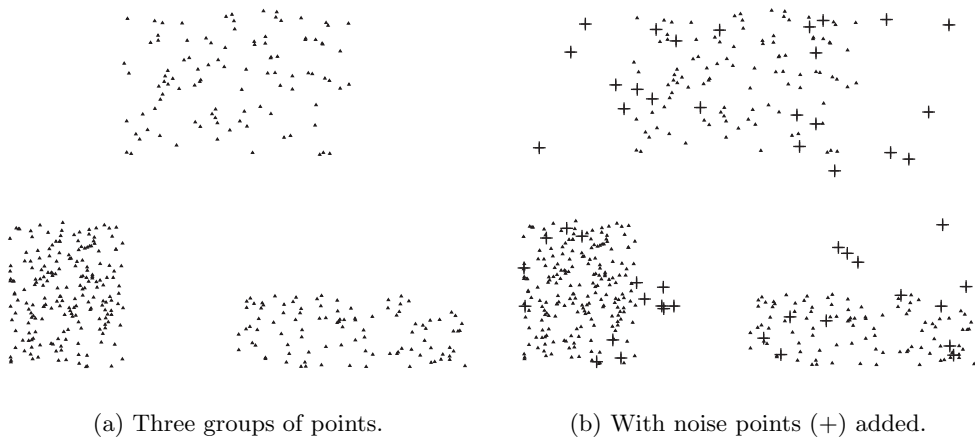 (a) Three groups of points.
(b) With noise points (+) added.